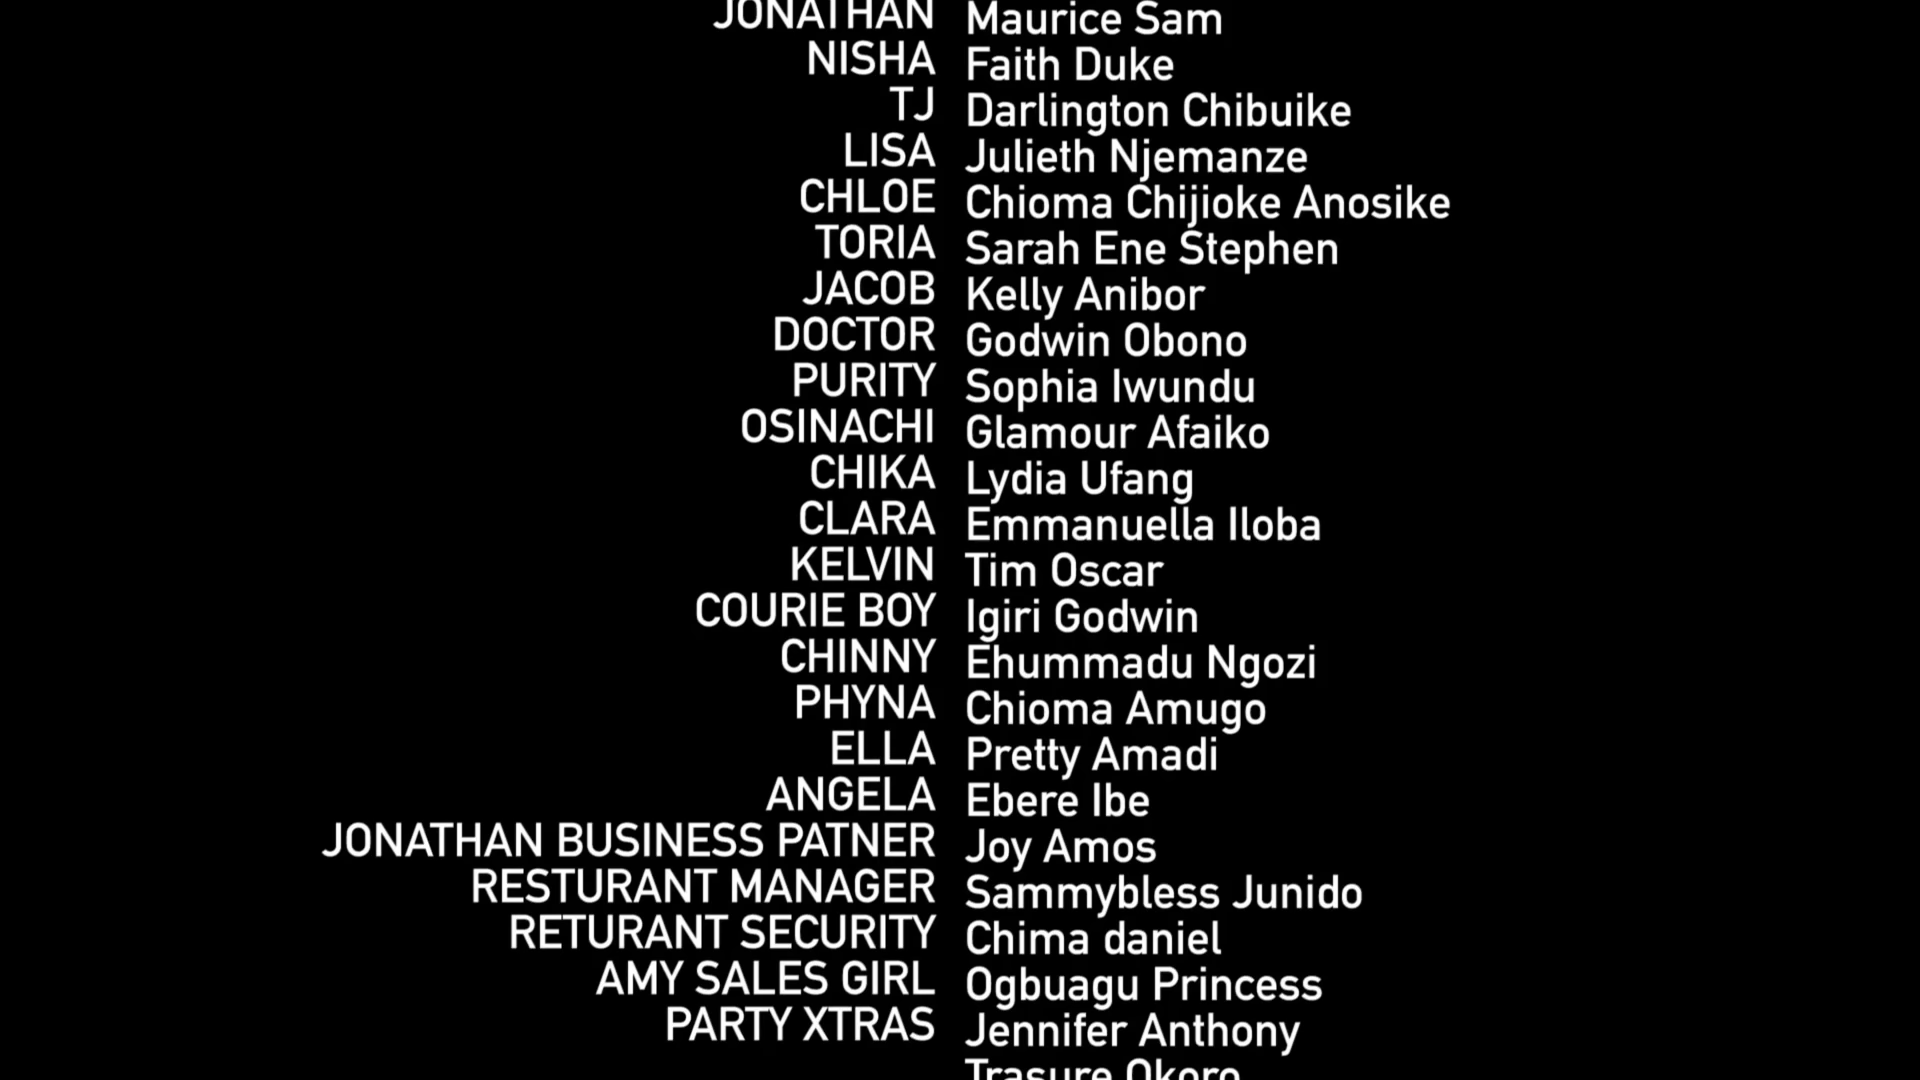 JONATHAN Maurice Sam
NISHA Faith Duke
TJ Darlington Chibuike
LISA Julieth Njemanze
CHLOE Chioma Chijioke Anosike
TORIA Sarah Ene Stephen
JACOB Kelly Anibor
DOCTOR Godwin Obono
PURITY Sophia Iwundu
OSINACHI Glamour Afaiko
CHIKA Lydia Ufang
CLARA Emmanuella Iloba
KELVIN Tim Oscar
COURIE BOY Igiri Godwin
CHINNY Ehummadu Ngozi
PHYNA Chioma Amugo
ELLA Pretty Amadi
ANGELA Ebere Ibe
JONATHAN BUSINESS PATNER Joy Amos
RESTURANT MANAGER Sammybless Junido
RETURANT SECURITY Chima daniel
AMY SALES GIRL Ogbuagu Princess
PARTY XTRAS Jennifer Anthony
Trasure Okoro